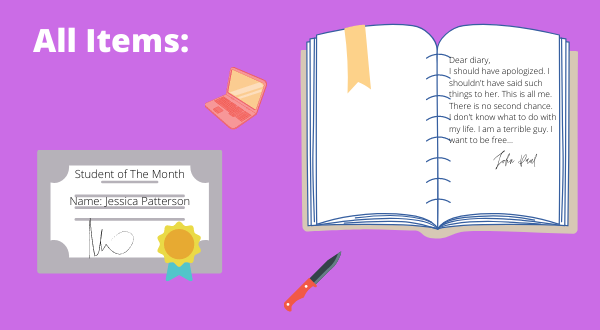 All Items:
Dear diary,
I should have apologized. I
shouldn't have said such
things to her. This is all me.
There is no second chance.
I don't know what to do with
my life. I am a terrible guy. I
want to be free...
John Paul
Student of The Month
Name: Jessica Patterson